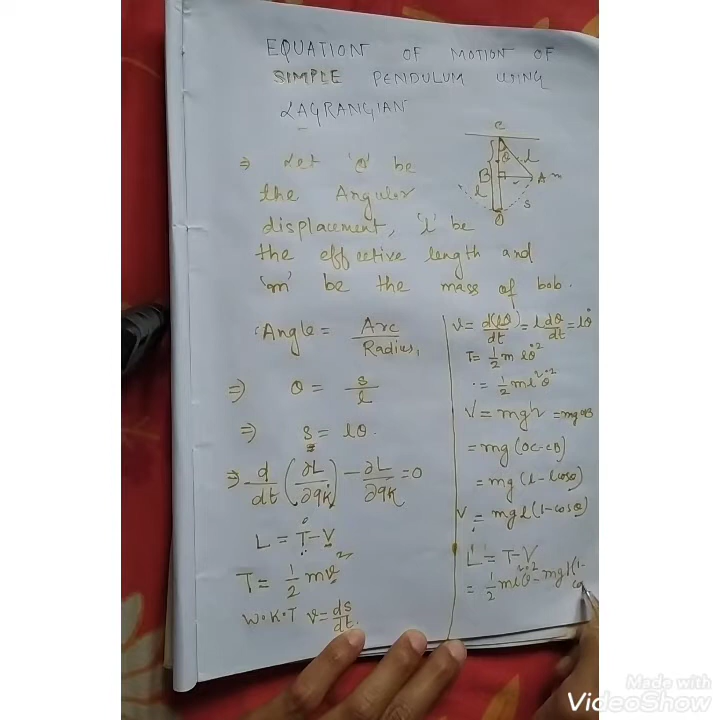 EQUATION OF MOTION OF
SIMPLE PENDULUM USING
LAGRANGIAN
⇒ Let 'θ' be
the Angular
displacement, 'l' be
the effective length and
'm' be the mass of bob.
C
θ
l
B
A m
l
s
O
Angle = Arc / Radius
⇒ θ = s/l
⇒ s = lθ.
⇒ d/dt (∂L/∂q̇k) − ∂L/∂qk = 0
L = T−V
T = 1/2 mv²
W.K.T v = ds/dt.
v = d(lθ)/dt = l dθ/dt = lθ̇
T = 1/2 m lθ̇²
= 1/2 ml²θ̇²
V = mgh = mg OB
= mg (OC−CB)
= mg (l − l cosθ)
V = mgl (1−cosθ)
L = T−V
= 1/2 ml²θ̇² − mgl(1−
Made with
VideoShow